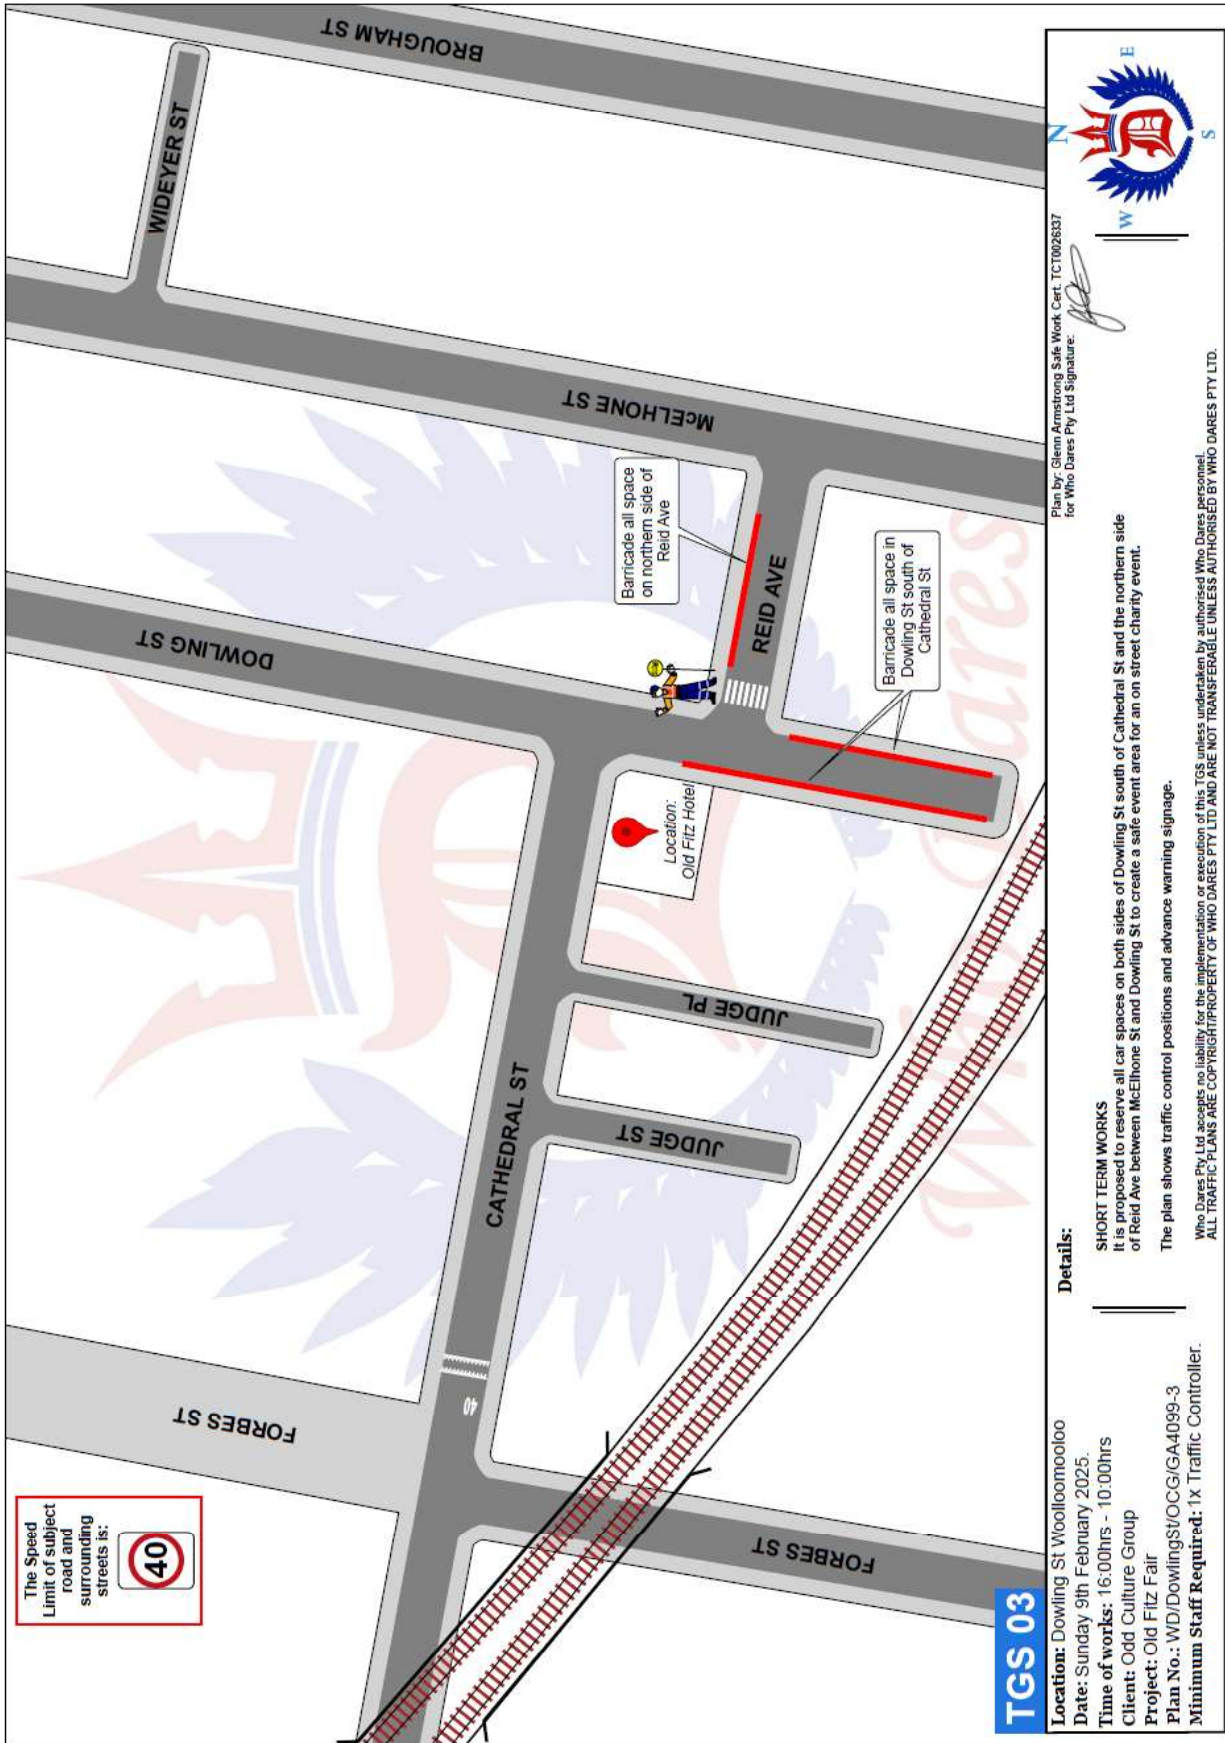 The Speed
Limit of subject
road and
surrounding
streets is:
40
FORBES ST
FORBES ST
40
CATHEDRAL ST
JUDGE ST
JUDGE PL
Location:
Old Fitz Hotel
DOWLING ST
McELHONE ST
WIDEYER ST
BROUGHAM ST
REID AVE
Barricade all space
on northern side of
Reid Ave
Barricade all space in
Dowling St south of
Cathedral St
Who Dares
TGS 03
Location: Dowling St Woolloomooloo
Date: Sunday 9th February 2025.
Time of works: 16:00hrs - 10:00hrs
Client: Odd Culture Group
Project: Old Fitz Fair
Plan No.: WD/DowlingSt/OCG/GA4099-3
Minimum Staff Required: 1x Traffic Controller.
Details:
SHORT TERM WORKS
It is proposed to reserve all car spaces on both sides of Dowling St south of Cathedral St and the northern side
of Reid Ave between McElhone St and Dowling St to create a safe event area for an on street charity event.
The plan shows traffic control positions and advance warning signage.
Who Dares Pty Ltd accepts no liability for the implementation or execution of this TGS unless undertaken by authorised Who Dares personnel.
ALL TRAFFIC PLANS ARE COPYRIGHT/PROPERTY OF WHO DARES PTY LTD AND ARE NOT TRANSFERABLE UNLESS AUTHORISED BY WHO DARES PTY LTD.
Plan by: Glenn Armstrong Safe Work Cert. TCT0026337
for Who Dares Pty Ltd Signature:
N
W
E
S